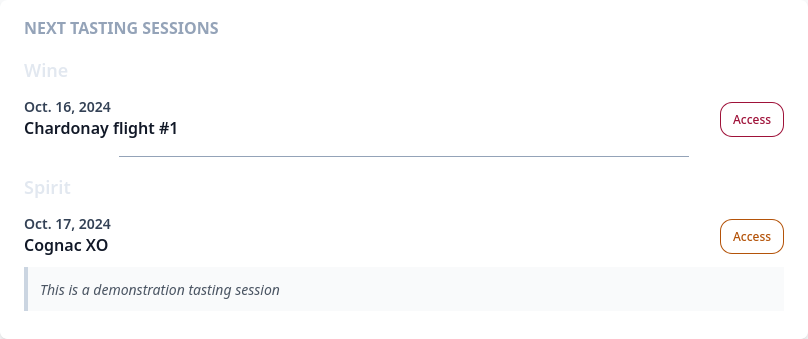 NEXT TASTING SESSIONS
Wine
Oct. 16, 2024
Chardonay flight #1
Access
Spirit
Oct. 17, 2024
Cognac XO
Access
This is a demonstration tasting session